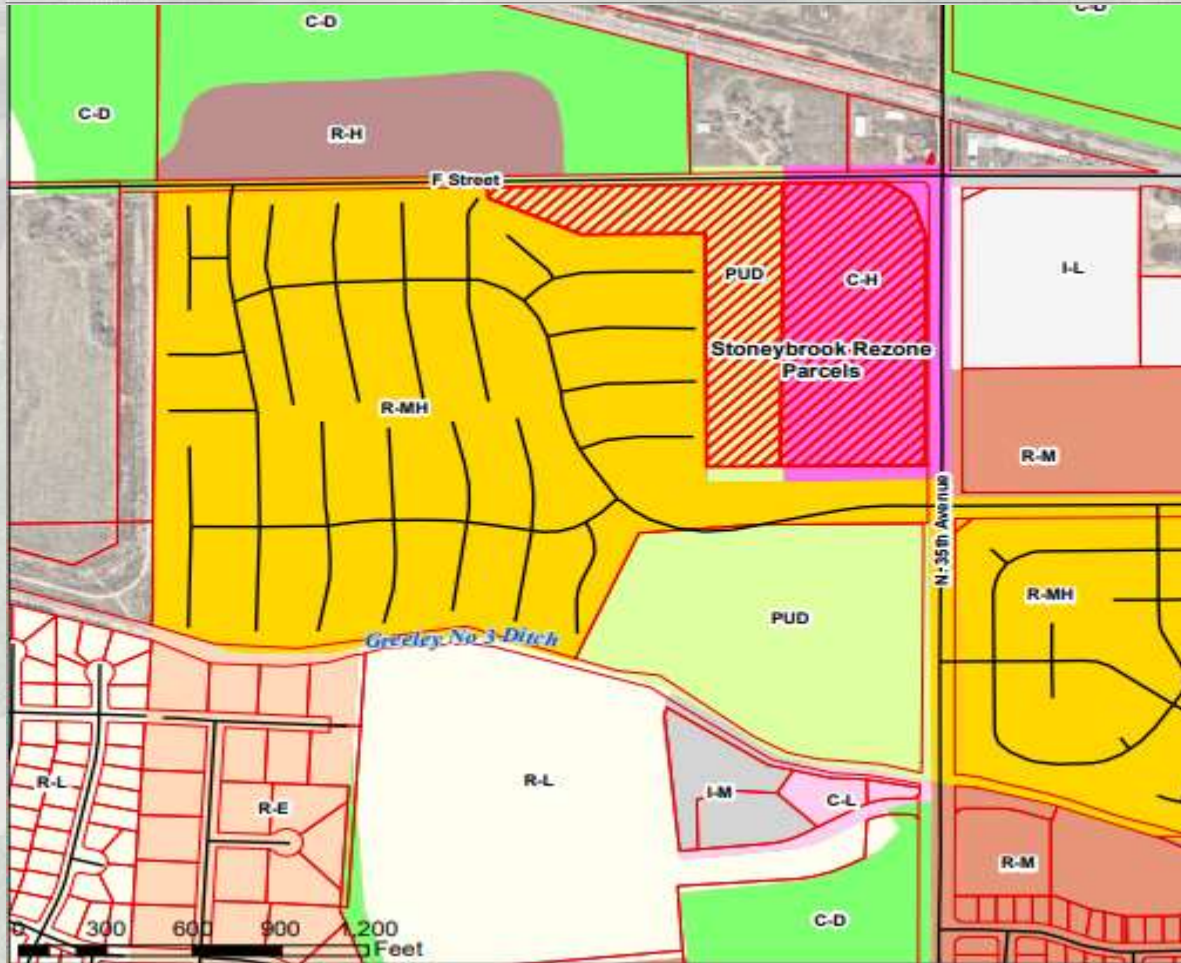 C-D
C-D
C-D
R-H
F Street
PUD
C-H
I-L
Stoneybrook Rezone
Parcels
R-MH
R-M
N. 35th Avenue
R-MH
PUD
Greeley No 3 Ditch
R-L
R-L
I-M
C-L
R-E
R-M
C-D
0 300 600 900 1,200
Feet